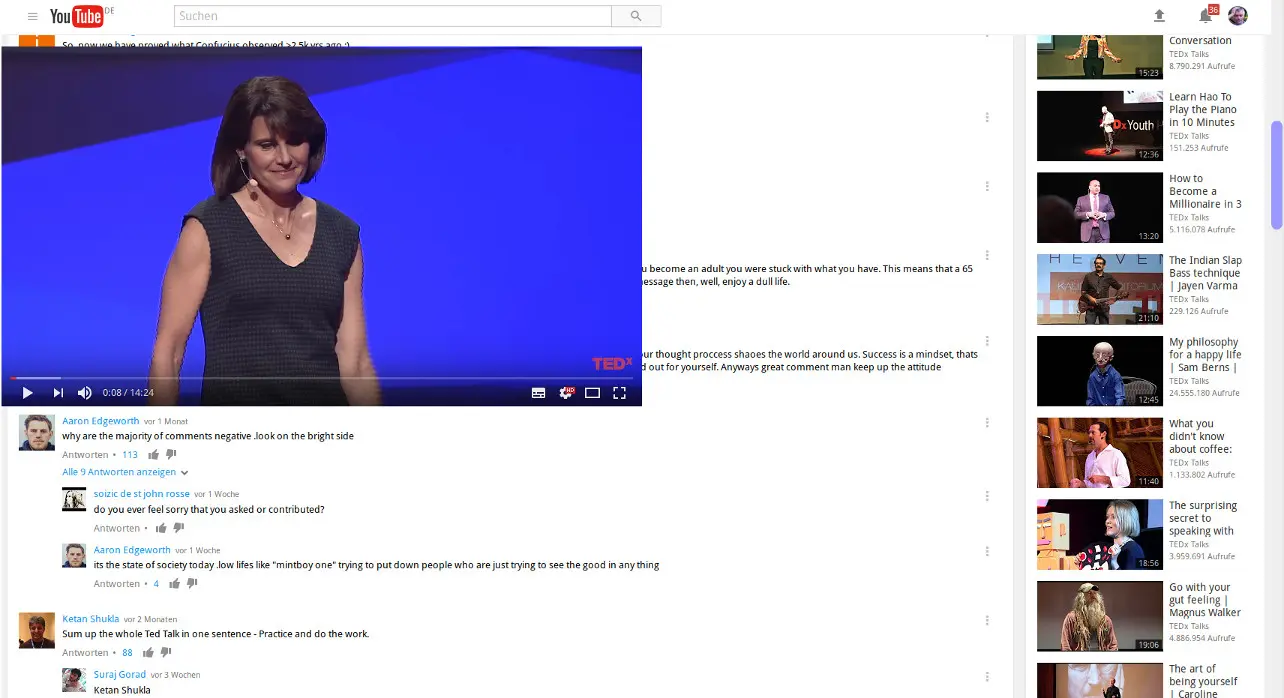 YouTube DE
Suchen
36
So, now we have proved what Confucius observed >2.5k yrs ago :)
u become an adult you were stuck with what you have. This means that a 65
essage then, well, enjoy a dull life.
ur thought proccess shaoes the world around us. Success is a mindset, thats
d out for yourself. Anyways great comment man keep up the attitude
TEDx
0:08 / 14:24
HD
Aaron Edgeworth vor 1 Monat
why are the majority of comments negative .look on the bright side
Antworten • 113
Alle 9 Antworten anzeigen
soizic de st john rosse vor 1 Woche
do you ever feel sorry that you asked or contributed?
Antworten •
Aaron Edgeworth vor 1 Woche
its the state of society today .low lifes like "mintboy one" trying to put down people who are just trying to see the good in any thing
Antworten • 4
Ketan Shukla vor 2 Monaten
Sum up the whole Ted Talk in one sentence - Practice and do the work.
Antworten • 88
Suraj Gorad vor 3 Wochen
Ketan Shukla
Conversation
TEDx Talks
8.790.291 Aufrufe
15:23
Learn Hao To
Play the Piano
in 10 Minutes
TEDx Talks
151.253 Aufrufe
Dx Youth
12:36
How to
Become a
Millionaire in 3
TEDx Talks
5.116.078 Aufrufe
13:20
The Indian Slap
Bass technique
| Jayen Varma
TEDx Talks
229.126 Aufrufe
HEAVEN
21:10
My philosophy
for a happy life
| Sam Berns |
TEDx Talks
24.555.180 Aufrufe
12:45
What you
didn't know
about coffee:
TEDx Talks
1.133.802 Aufrufe
11:40
The surprising
secret to
speaking with
TEDx Talks
3.959.691 Aufrufe
18:56
Go with your
gut feeling |
Magnus Walker
TEDx Talks
4.886.954 Aufrufe
19:06
The art of
being yourself
| Caroline